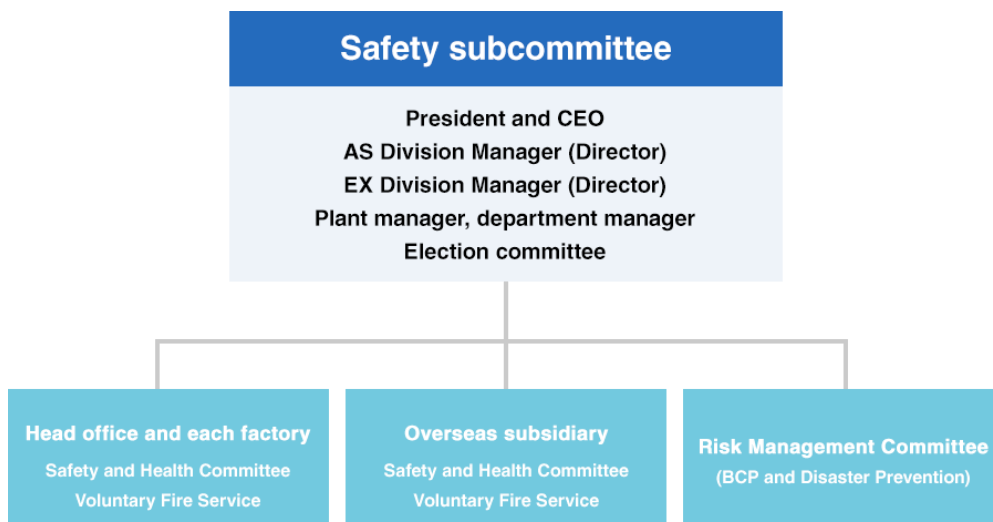 Safety subcommittee
President and CEO
AS Division Manager (Director)
EX Division Manager (Director)
Plant manager, department manager
Election committee
Head office and each factory
Safety and Health Committee
Voluntary Fire Service
Overseas subsidiary
Safety and Health Committee
Voluntary Fire Service
Risk Management Committee
(BCP and Disaster Prevention)